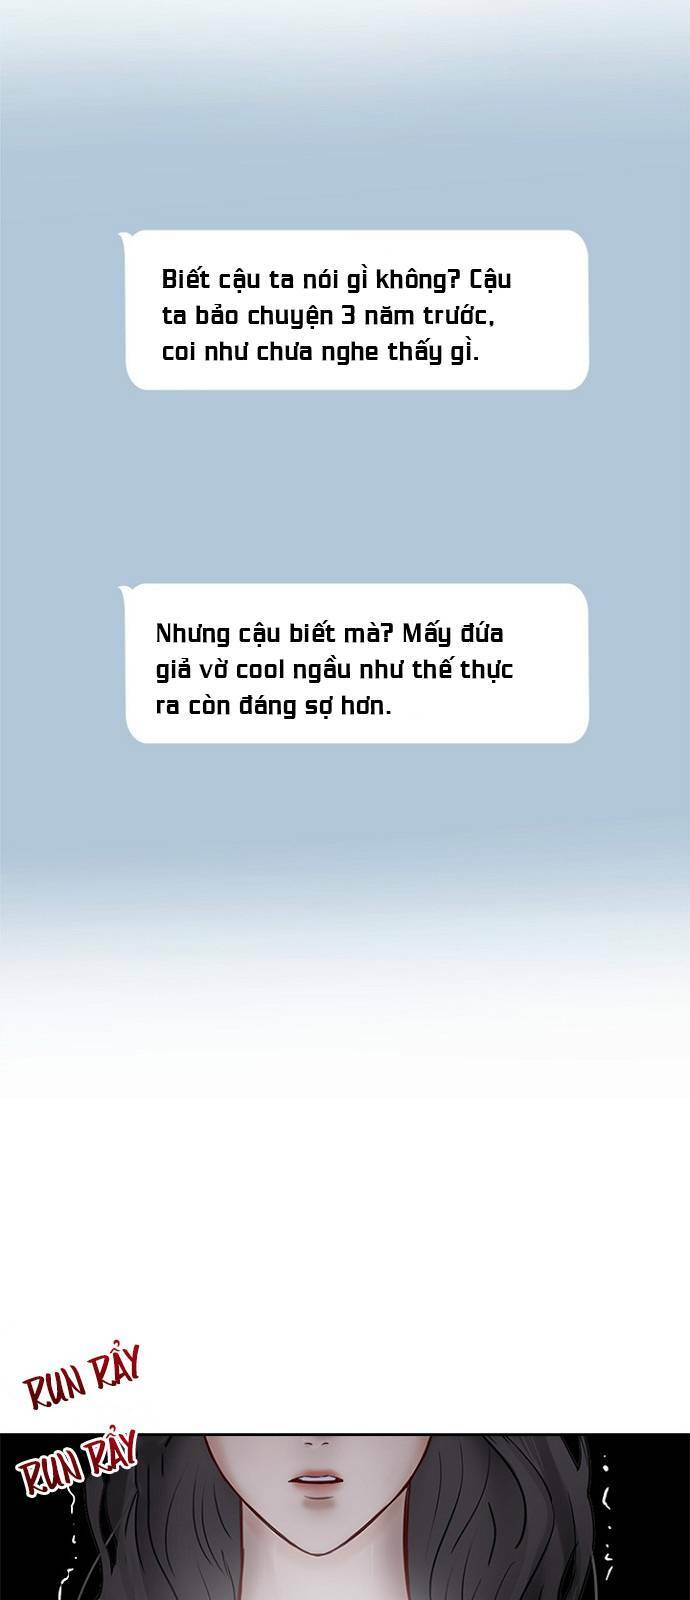 Biết cậu ta nói gì không? Cậu
ta bảo chuyện 3 năm trước,
coi như chưa nghe thấy gì.
Nhưng cậu biết mà? Mấy đứa
giả vờ cool ngầu như thế thực
ra còn đáng sợ hơn.
RUN RẨY
RUN RẨY